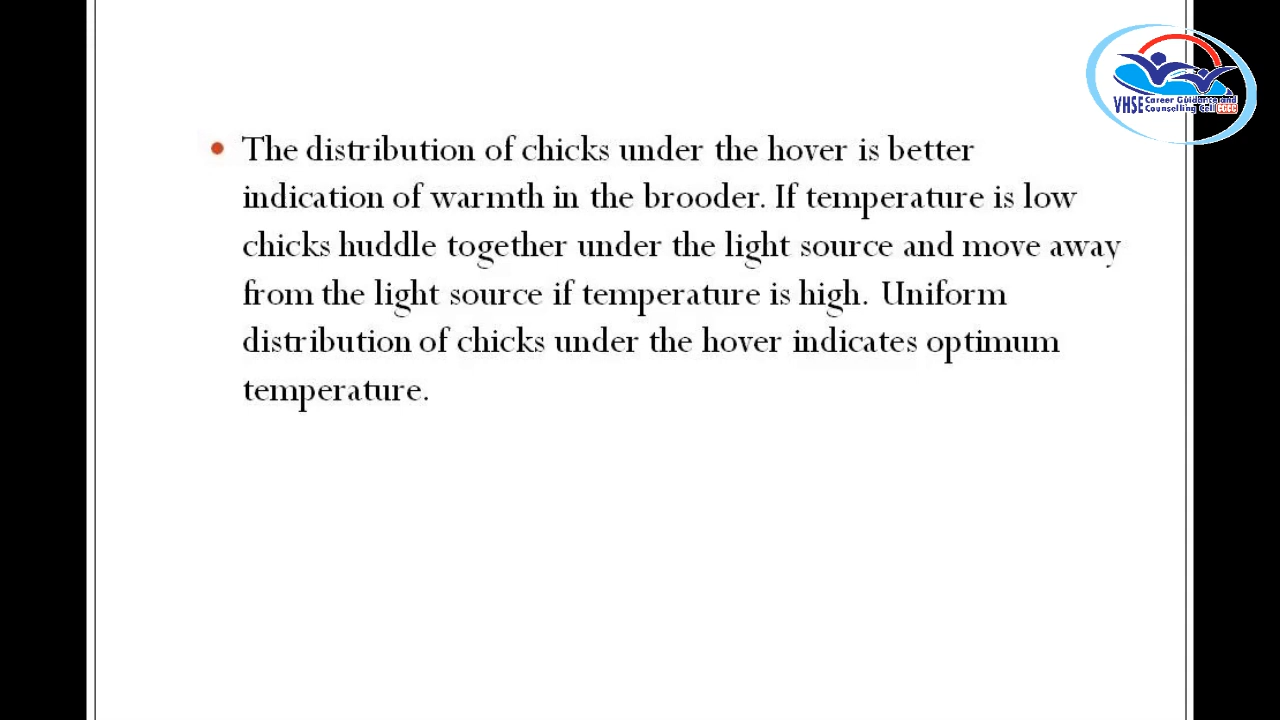 VHSE Career Guidance and
Counselling Cell CGCC
• The distribution of chicks under the hover is better
indication of warmth in the brooder. If temperature is low
chicks huddle together under the light source and move away
from the light source if temperature is high. Uniform
distribution of chicks under the hover indicates optimum
temperature.